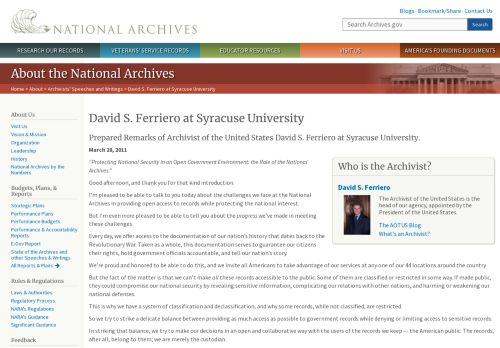 Blogs · Bookmark/Share · Contact Us
NATIONAL ARCHIVES
Search Archives.gov
Search
RESEARCH OUR RECORDS
VETERANS' SERVICE RECORDS
EDUCATOR RESOURCES
VISIT US
AMERICA'S FOUNDING DOCUMENTS
About the National Archives
Home > About > Archivists' Speeches and Writings > David S. Ferriero at Syracuse University
About Us
Visit Us
Vision & Mission
Organization
Leadership
History
National Archives by the
Numbers
Budgets, Plans, &
Reports
Strategic Plans
Performance Plans
Performance Budgets
Performance & Accountability
Reports
E-Gov Report
State of the Archives and
other Speeches & Writings
All Reports & Plans
Rules & Regulations
Laws & Authorities
Regulatory Process
NARA's Regulations
NARA's Guidance
Significant Guidance
Feedback
David S. Ferriero at Syracuse University
Prepared Remarks of Archivist of the United States David S. Ferriero at Syracuse University.
March 28, 2011
"Protecting National Security in an Open Government Environment: the Role of the National
Archives."
Good afternoon, and thank you for that kind introduction.
I'm pleased to be able to talk to you today about the challenges we face at the National
Archives in providing open access to records while protecting the national interest.
But I'm even more pleased to be able to tell you about the progress we've made in meeting
these challenges.
Every day, we offer access to the documentation of our nation's history that dates back to the
Revolutionary War. Taken as a whole, this documentation serves to guarantee our citizens
their rights, hold government officials accountable, and tell our nation's story
We're proud and honored to be able to do this, and we invite all Americans to take advantage of our services at any one of our 44 locations around the country
But the fact of the matter is that we can't make all these records accessible to the public. Some of them are classified or restricted in some way. If made public,
they could compromise our national security by revealing sensitive information, complicating our relations with other nations, and harming or weakening our
national defenses.
This is why we have a system of classification and declassification, and why some records, while not classified, are restricted.
So we try to strike a delicate balance between providing as much access as possible to government records while denying or limiting access to sensitive records.
In striking that balance, we try to make our decisions in an open and collaborative way with the users of the records we keep — the American public. The records,
after all, belong to them; we are merely the custodian.
Who is the Archivist?
David S. Ferriero
The Archivist of the United States is the
head of our agency, appointed by the
President of the United States.
The AOTUS Blog
What's an Archivist?